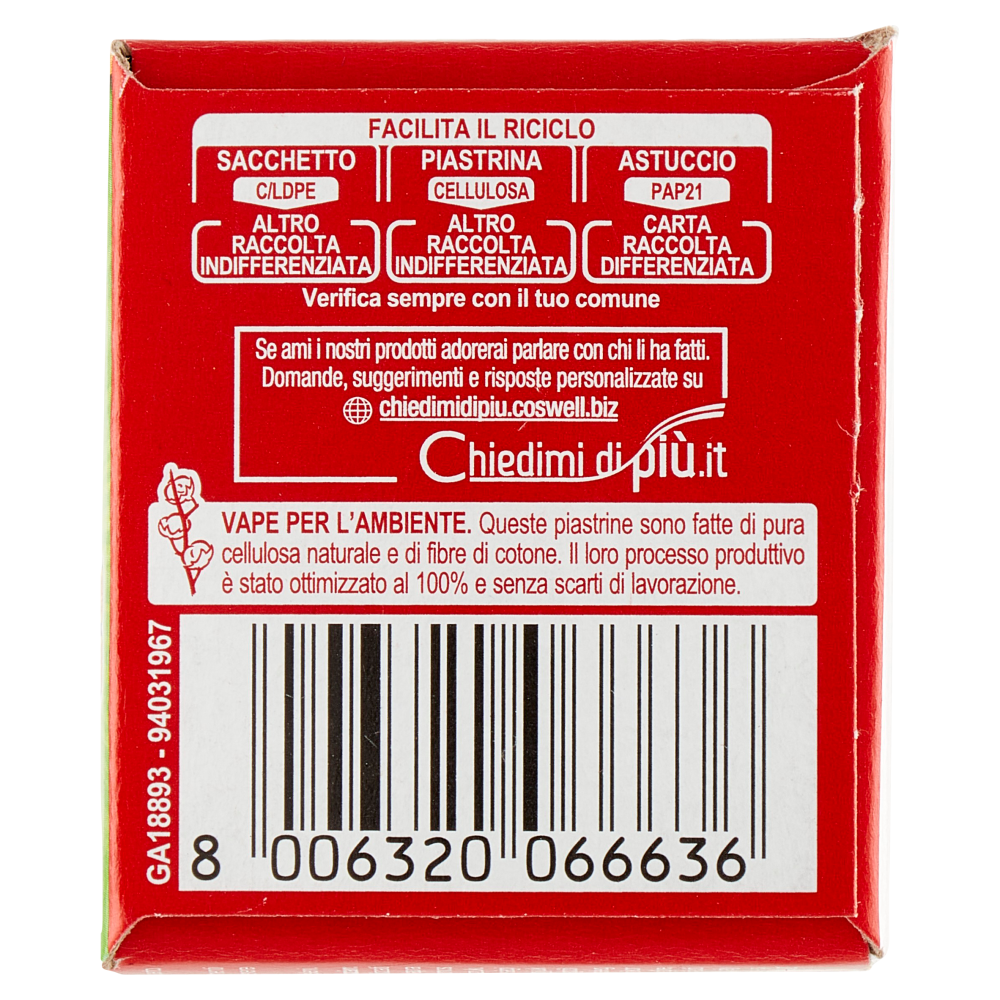 FACILITA IL RICICLO
SACCHETTO PIASTRINA ASTUCCIO
C/LDPE CELLULOSA PAP21
ALTRO ALTRO CARTA
RACCOLTA RACCOLTA RACCOLTA
INDIFFERENZIATA INDIFFERENZIATA DIFFERENZIATA
Verifica sempre con il tuo comune
Se ami i nostri prodotti adorerai parlare con chi li ha fatti.
Domande, suggerimenti e risposte personalizzate su
chiedimidipiu.coswell.biz
Chiedimi di più.it
VAPE PER L'AMBIENTE. Queste piastrine sono fatte di pura
cellulosa naturale e di fibre di cotone. Il loro processo produttivo
è stato ottimizzato al 100% e senza scarti di lavorazione.
GA18893 - 94031967
8 006320 066636